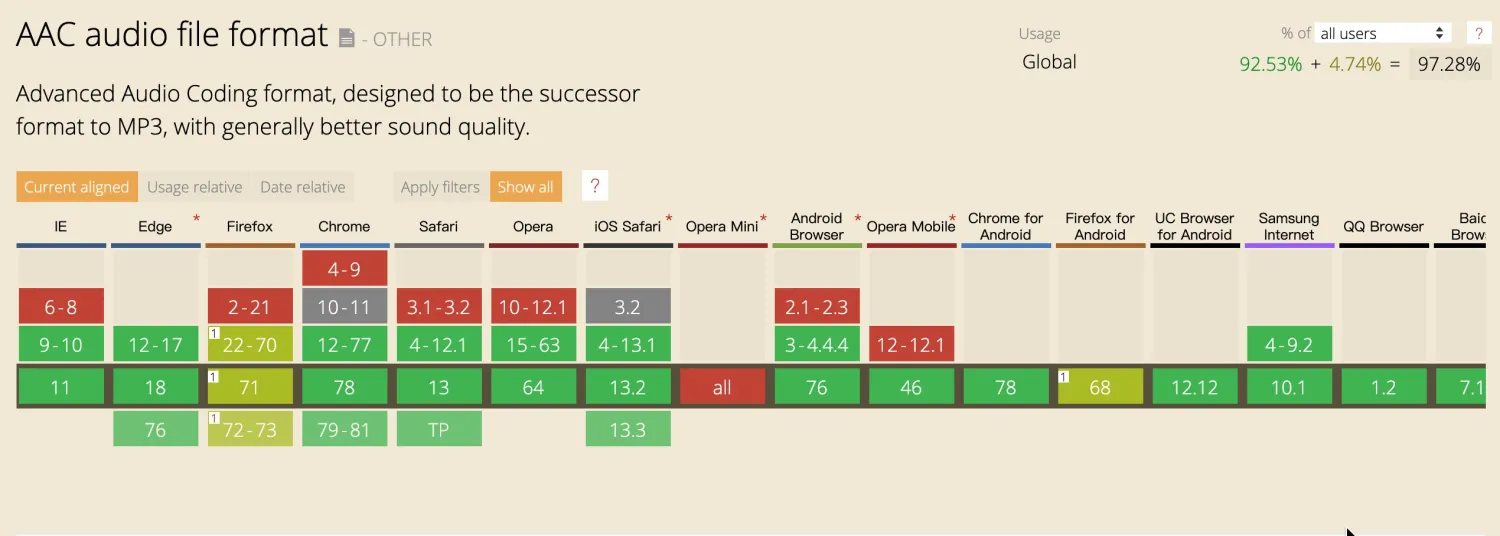 AAC audio file format - OTHER
Usage % of all users ?
Global 92.53% + 4.74% = 97.28%
Advanced Audio Coding format, designed to be the successor
format to MP3, with generally better sound quality.
Current aligned Usage relative Date relative Apply filters Show all ?
IE Edge * Firefox Chrome Safari Opera iOS Safari * Opera Mini * Android Browser * Opera Mobile * Chrome for Android Firefox for Android UC Browser for Android Samsung Internet QQ Browser
4-9
6-8 2-21 10-11 3.1-3.2 10-12.1 3.2 2.1-2.3
9-10 12-17 1 22-70 12-77 4-12.1 15-63 4-13.1 3-4.4.4 12-12.1 4-9.2
11 18 1 71 78 13 64 13.2 all 76 46 78 1 68 12.12 10.1 1.2 7.1
76 1 72-73 79-81 TP 13.3